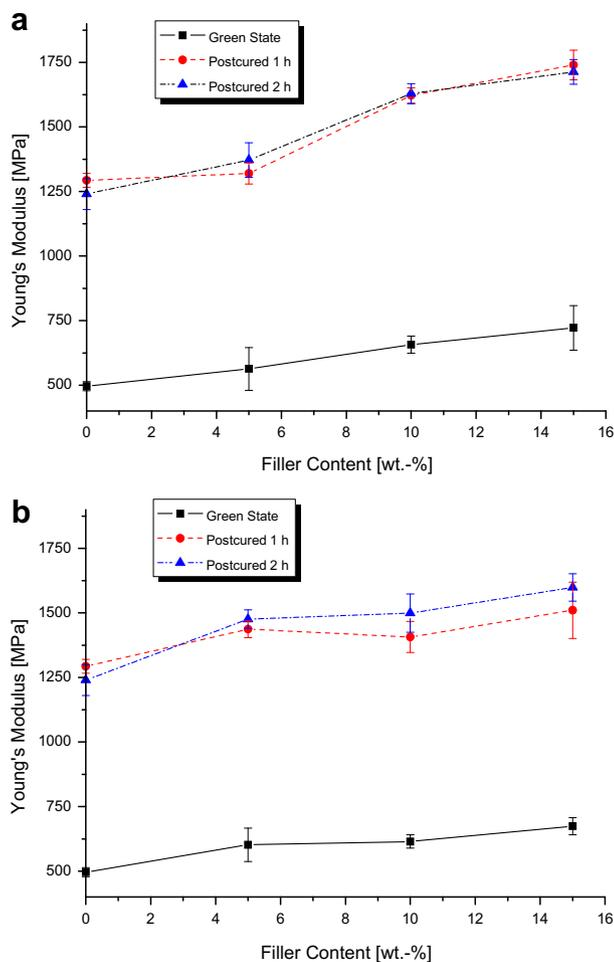 a
Green State
Postcured 1 h
Postcured 2 h
1750
1500
1250
1000
750
500
Young's Modulus [MPa]
0 2 4 6 8 10 12 14 16
Filler Content [wt.-%]
b
Green State
Postcured 1 h
Postcured 2 h
1750
1500
1250
1000
750
500
Young's Modulus [MPa]
0 2 4 6 8 10 12 14 16
Filler Content [wt.-%]